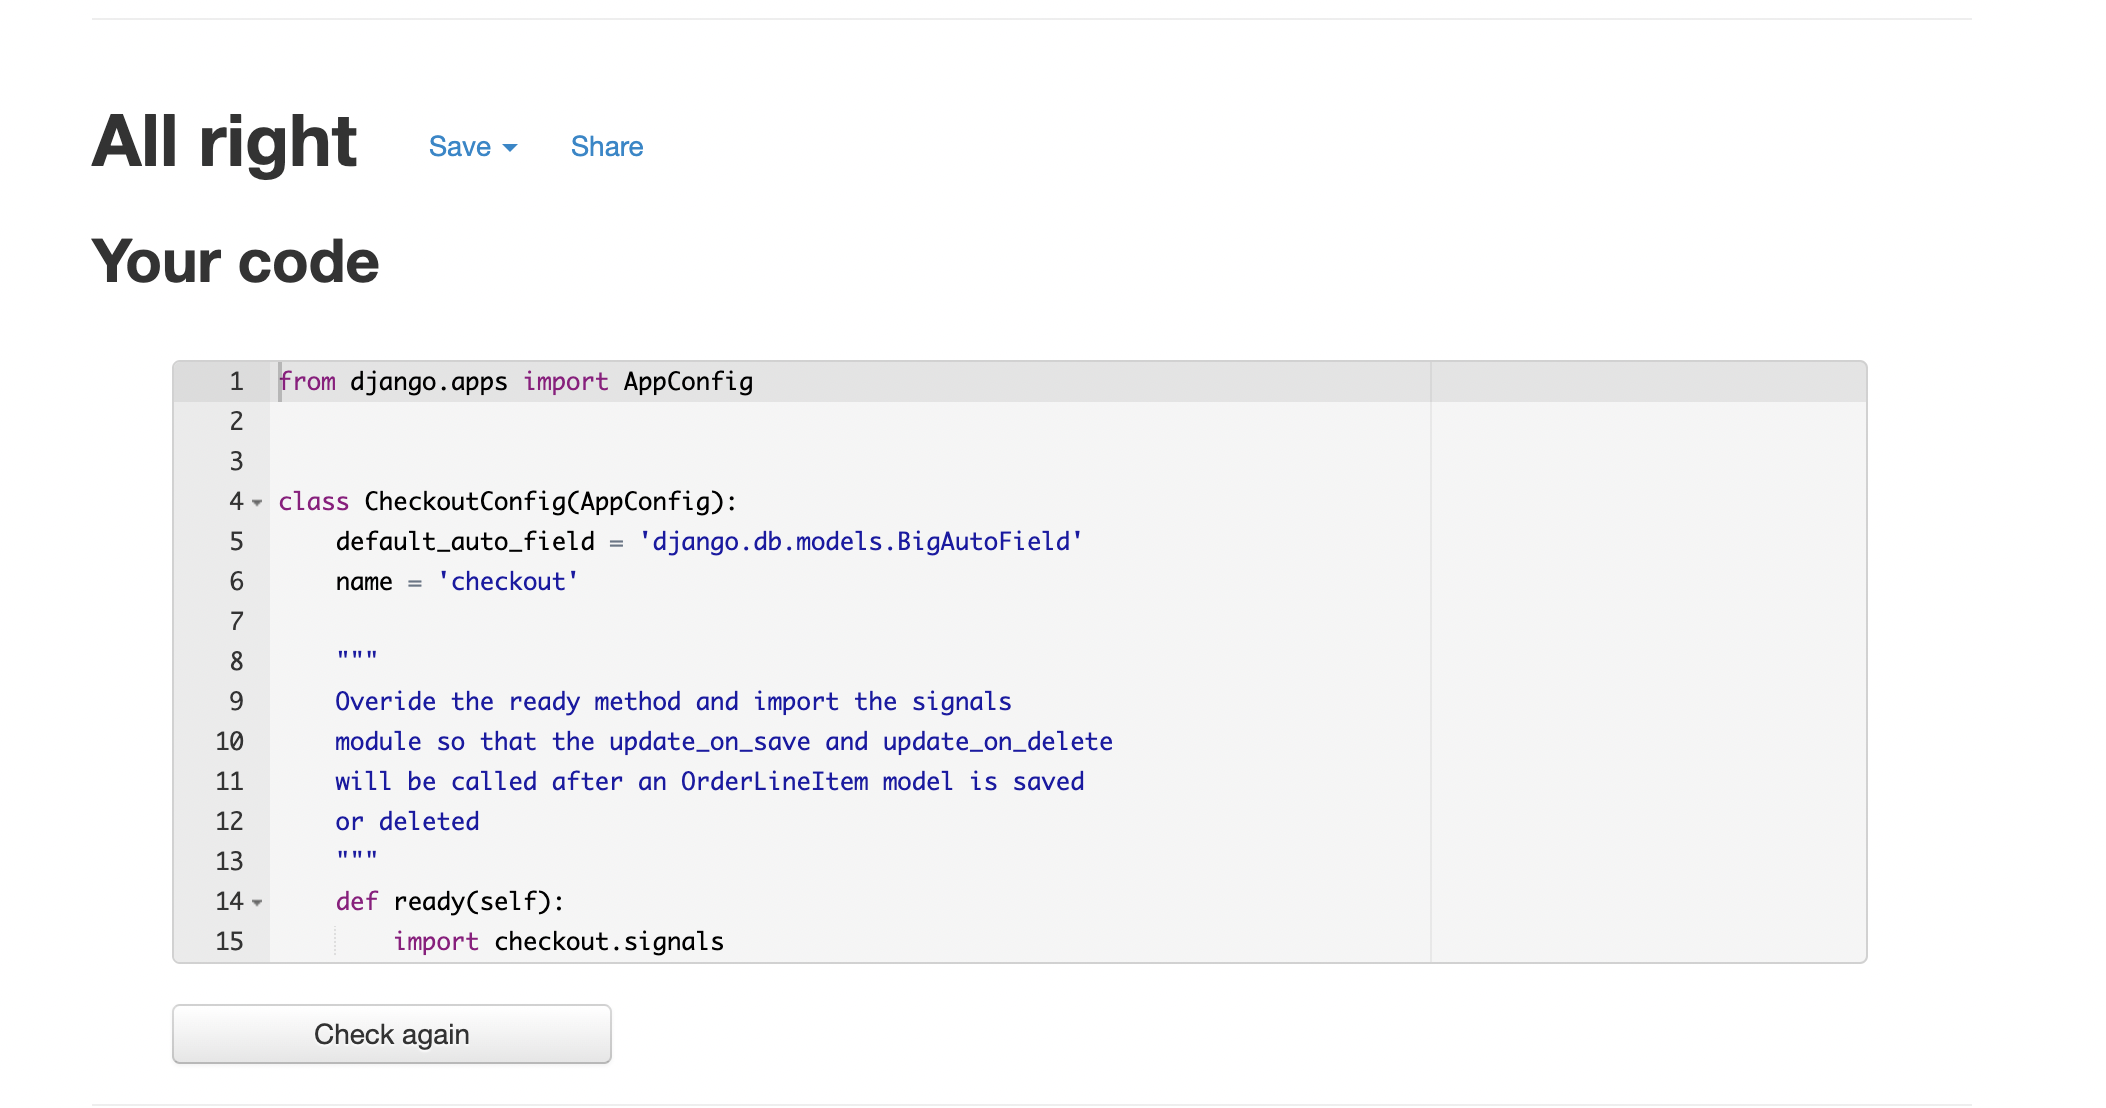 All right
Save Share
Your code
1 from django.apps import AppConfig
2
3
4 class CheckoutConfig(AppConfig):
5     default_auto_field = 'django.db.models.BigAutoField'
6     name = 'checkout'
7
8     """
9     Overide the ready method and import the signals
10     module so that the update_on_save and update_on_delete
11     will be called after an OrderLineItem model is saved
12     or deleted
13     """
14     def ready(self):
15         import checkout.signals
Check again